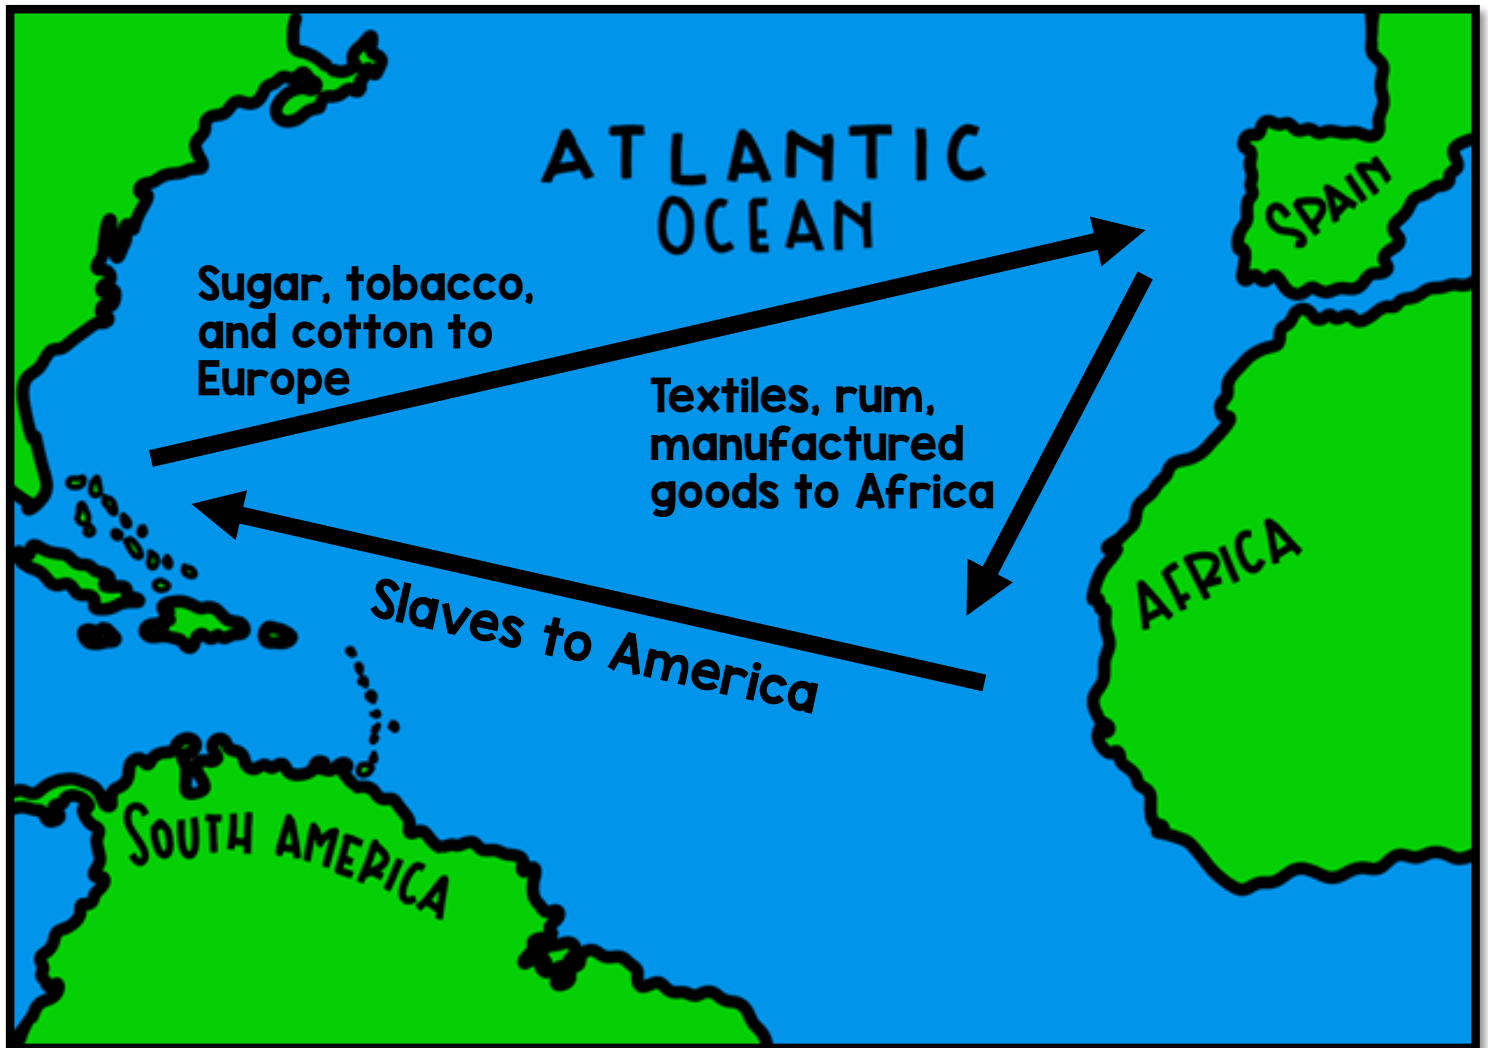 ATLANTIC
OCEAN
SPAIN
Sugar, tobacco,
and cotton to
Europe
Textiles, rum,
manufactured
goods to Africa
AFRICA
Slaves to America
SOUTH AMERICA